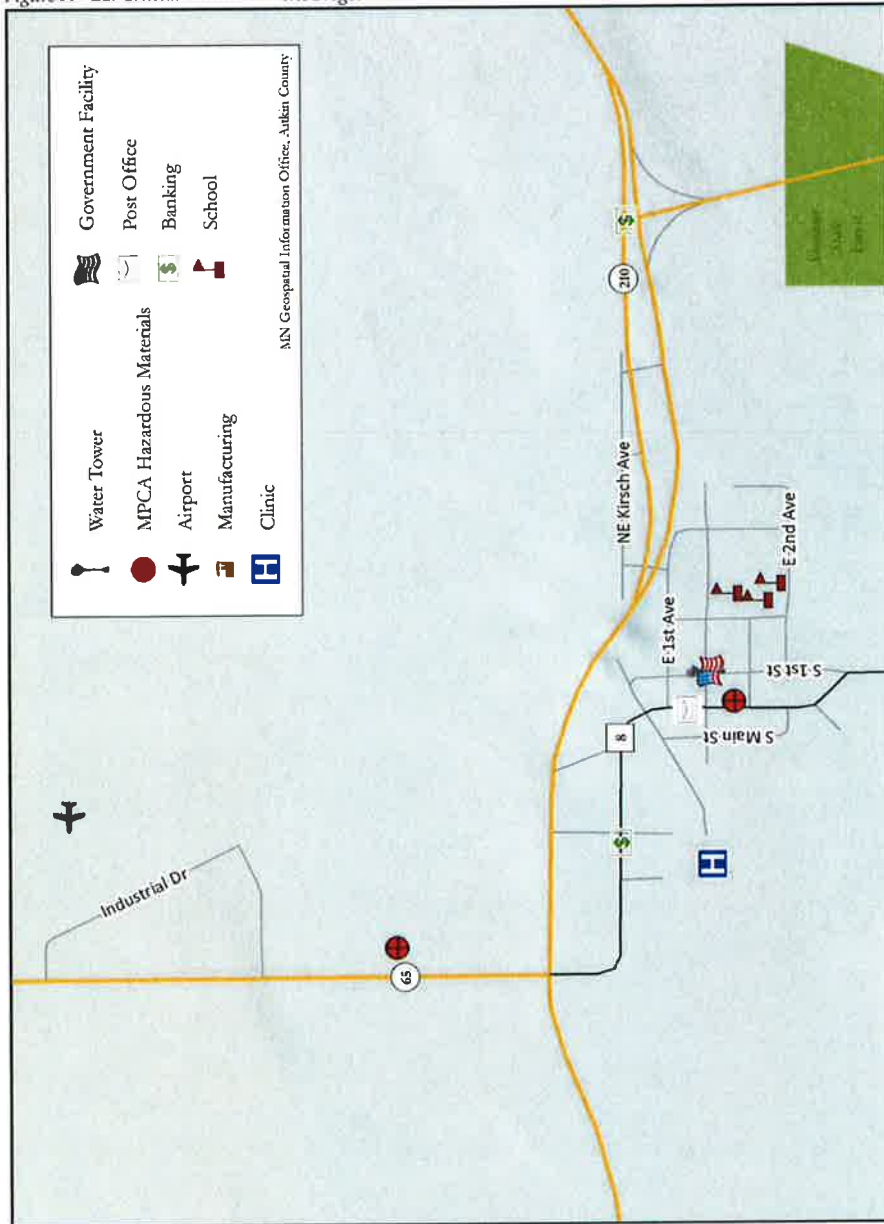 Water Tower
MPCA Hazardous Materials
Airport
Manufacturing
Clinic
Government Facility
Post Office
Banking
School
MN Geospatial Information Office, Aitkin County
Industrial Dr
65
210
NE Kirsch Ave
8
E 1st Ave
E 2nd Ave
S 1st St
S Main St